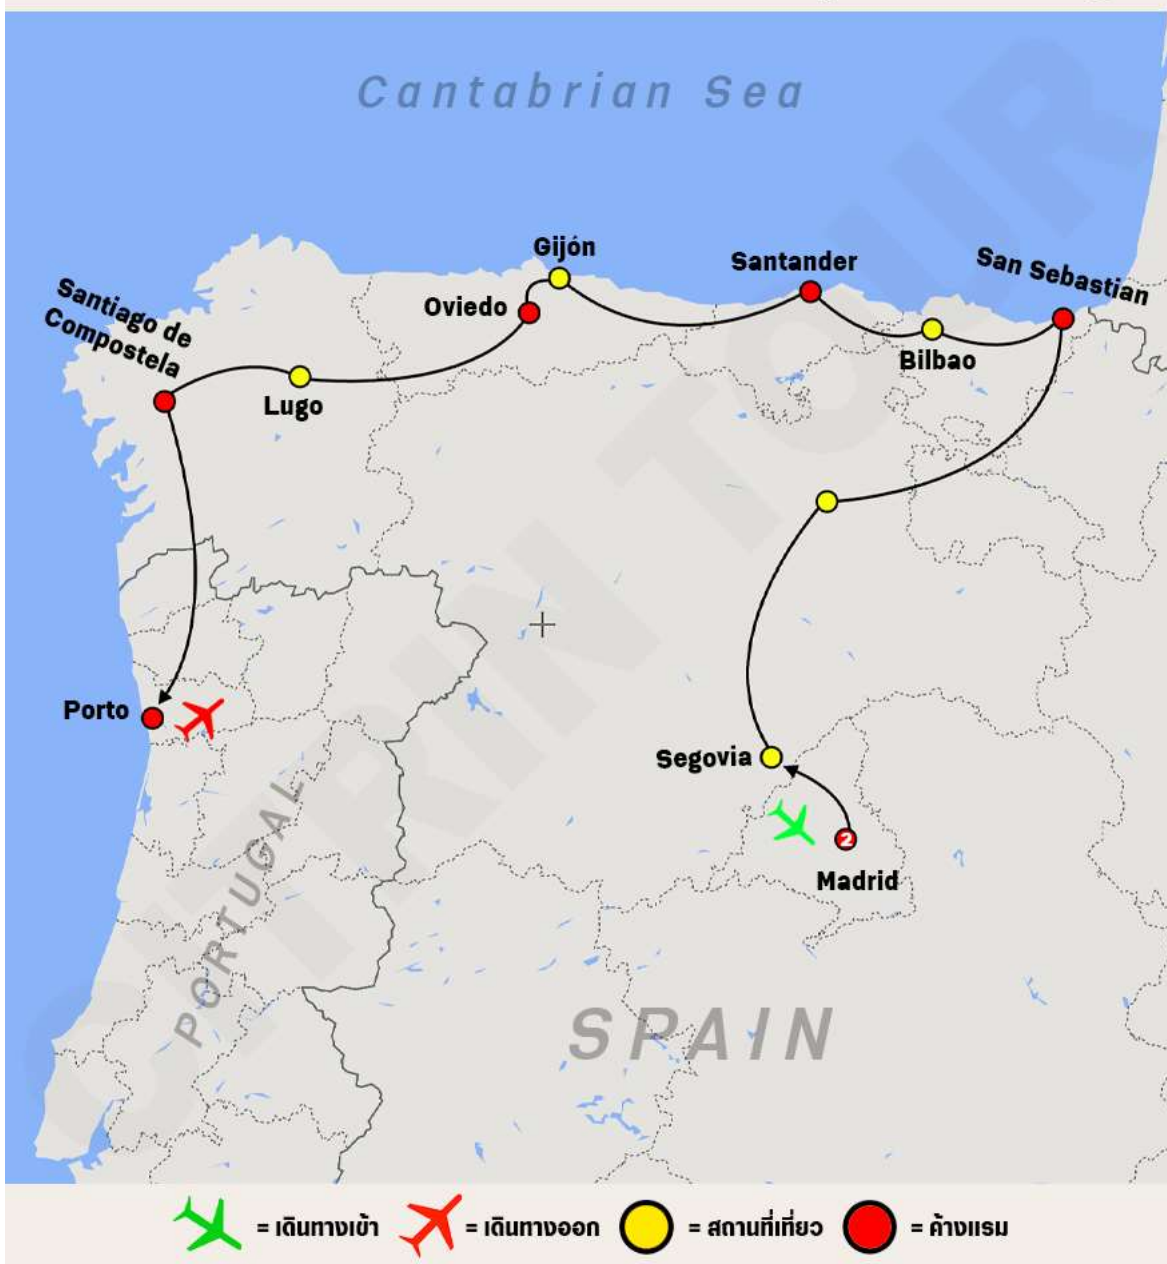 Cantabrian Sea
Gijón
Santander
San Sebastian
Oviedo
Santiago de
Compostela
Bilbao
Lugo
Porto
Segovia
2
Madrid
PORTUGAL
SPAIN
= เดินทางเข้า = เดินทางออก = สถานที่เที่ยว = ค้างแรม